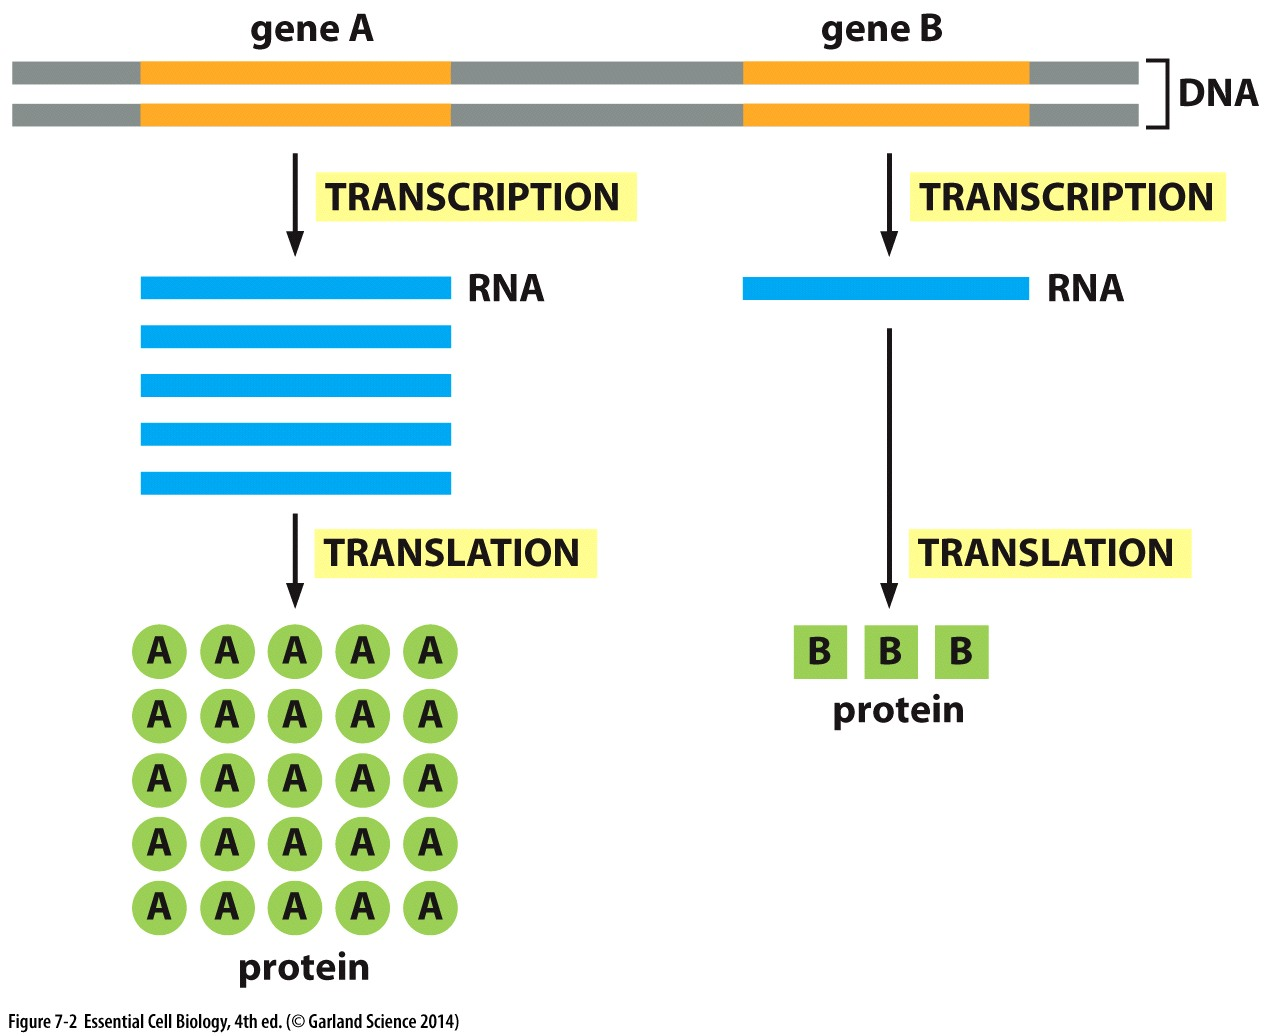 gene A
gene B
DNA
TRANSCRIPTION
TRANSCRIPTION
RNA
RNA
TRANSLATION
TRANSLATION
A A A A A
B B B
A A A A A
protein
A A A A A
A A A A A
A A A A A
protein
Figure 7-2 Essential Cell Biology, 4th ed. (© Garland Science 2014)